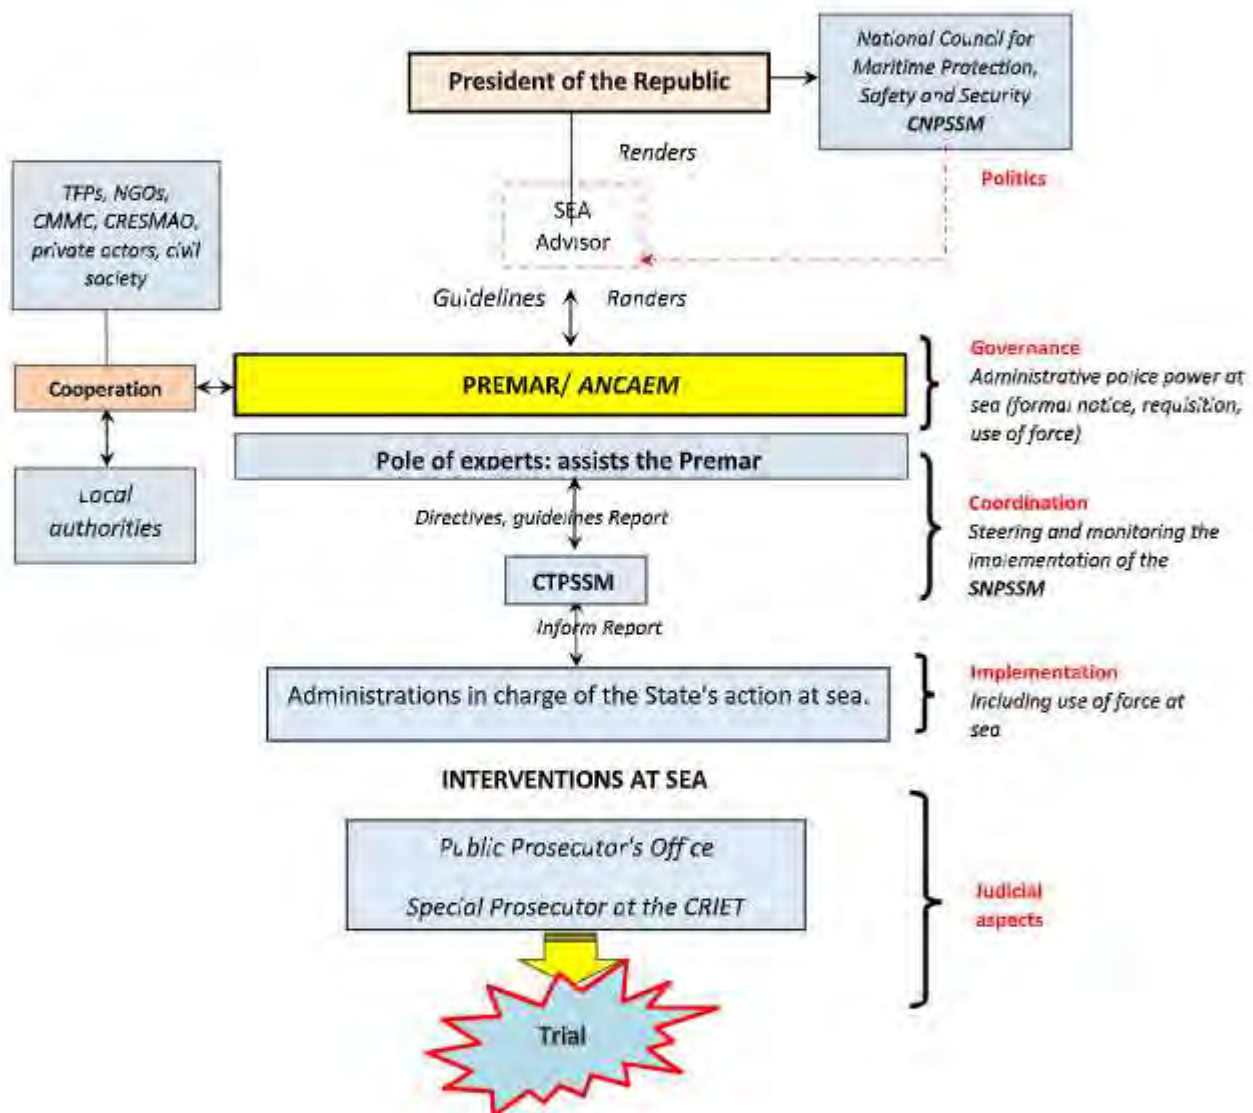 President of the Republic
National Council for
Maritime Protection,
Safety and Security
CNPSSM
Renders
Politics
TFPs, NGOs,
CMMC, CRESMAO,
private actors, civil
society
SEA
Advisor
Guidelines
Randers
Cooperation
PREMAR/ ANCAEM
Governance
Administrative police power at
sea (formal notice, requisition,
use of force)
Local
authorities
Pole of experts: assists the Premar
Directives, guidelines Report
CTPSSM
Inform Report
Coordination
Steering and monitoring the
implementation of the
SNPSSM
Administrations in charge of the State's action at sea.
Implementation
Including use of force at
sea
INTERVENTIONS AT SEA
Public Prosecutor's Office
Special Prosecutor at the CRIET
Judicial
aspects
Trial